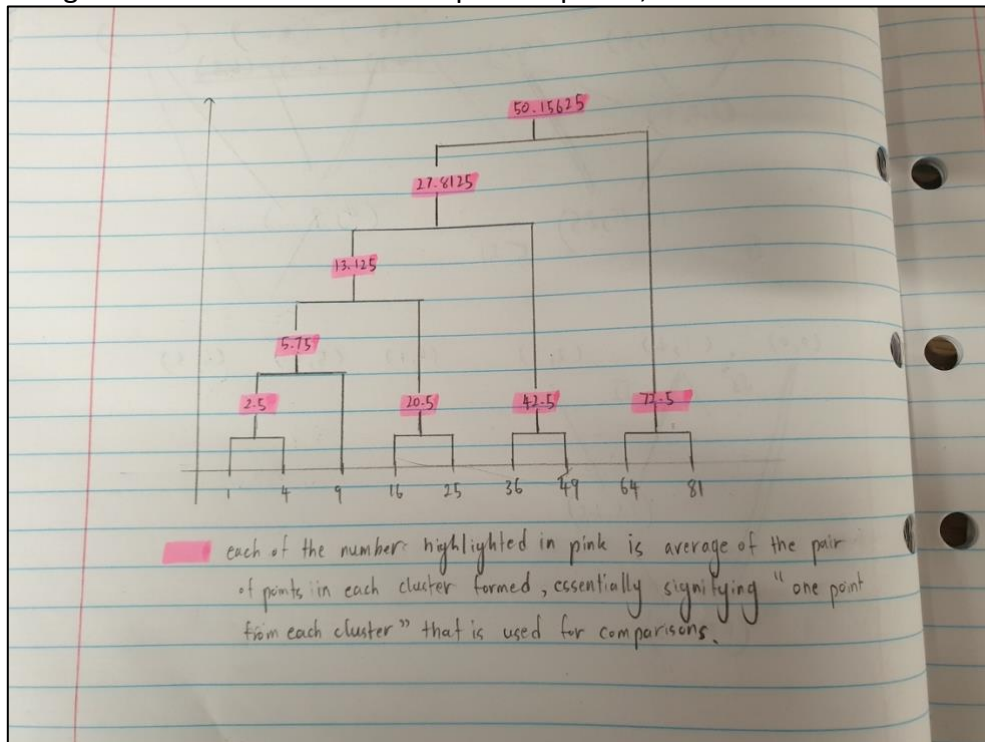 50.15625
27.8125
13.125
5.75
2.5 20.5 42.5 72.5
1 4 9 16 25 36 49 64 81
each of the number highlighted in pink is average of the pair
of points in each cluster formed, essentially signifying "one point
from each cluster" that is used for comparisons.